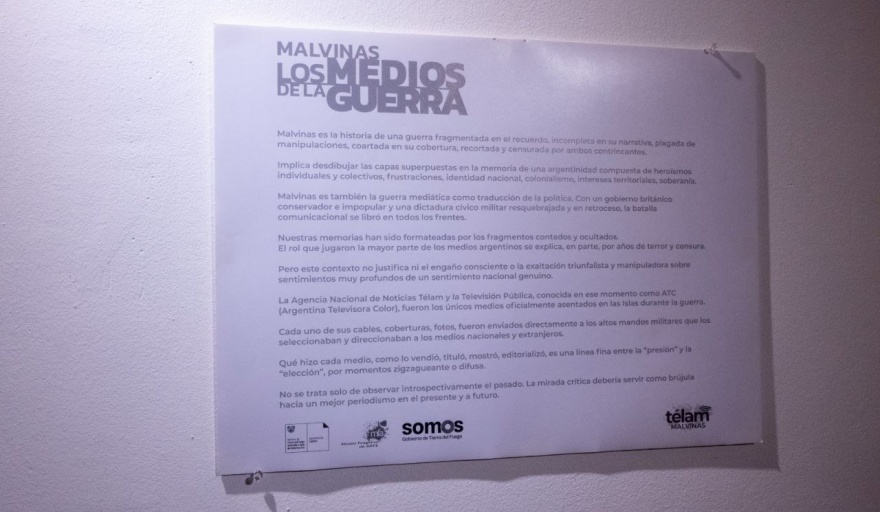 MALVINAS
LOS MEDIOS
DE LA GUERRA
Malvinas es la historia de una guerra fragmentada en el recuerdo, incompleta en su narrativa, plagada de
manipulaciones, coartada en su cobertura, recortada y censurada por ambos contrincantes.
Implica desdibujar las capas superpuestas en la memoria de una argentinidad compuesta de heroísmos
individuales y colectivos, frustraciones, identidad nacional, colonialismo, intereses territoriales, soberanía.
Malvinas es también la guerra mediática como traducción de la política. Con un gobierno británico
conservador e impopular y una dictadura cívico militar resquebrajada y en retroceso, la batalla
comunicacional se libró en todos los frentes.
Nuestras memorias han sido formateadas por los fragmentos contados y ocultados.
El rol que jugaron la mayor parte de los medios argentinos se explica, en parte, por años de terror y censura.
Pero este contexto no justifica ni el engaño consciente o la exaltación triunfalista y manipuladora sobre
sentimientos muy profundos de un sentimiento nacional genuino.
La Agencia Nacional de Noticias Télam y la Televisión Pública, conocida en ese momento como ATC
(Argentina Televisora Color), fueron los únicos medios oficialmente asentados en las Islas durante la guerra.
Cada uno de sus cables, coberturas, fotos, fueron enviados directamente a los altos mandos militares que los
seleccionaban y direccionaban a los medios nacionales y extranjeros.
Qué hizo cada medio, como lo vendió, tituló, mostró, editorializó, es una línea fina entre la "presión" y la
"elección", por momentos zigzagueante o difusa.
No se trata solo de observar introspectivamente el pasado. La mirada crítica debería servir como brújula
hacia un mejor periodismo en el presente y a futuro.
somos
Gobierno de Tierra del Fuego
télam
MALVINAS